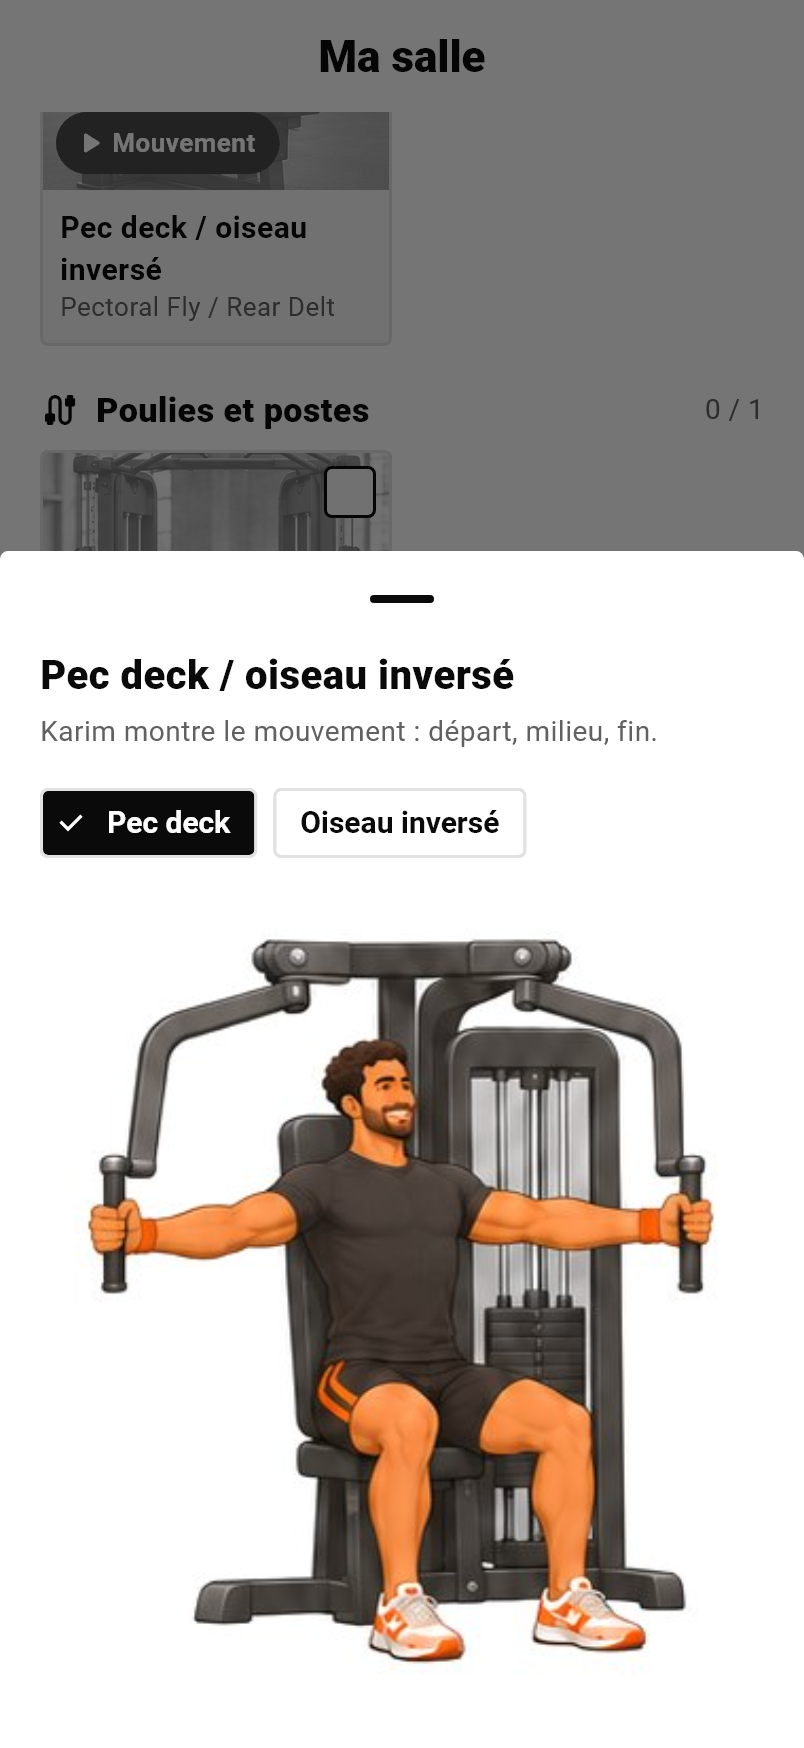 Ma salle
Mouvement
Pec deck / oiseau
inversé
Pectoral Fly / Rear Delt
Poulies et postes
0 / 1
Pec deck / oiseau inversé
Karim montre le mouvement : départ, milieu, fin.
Pec deck
Oiseau inversé